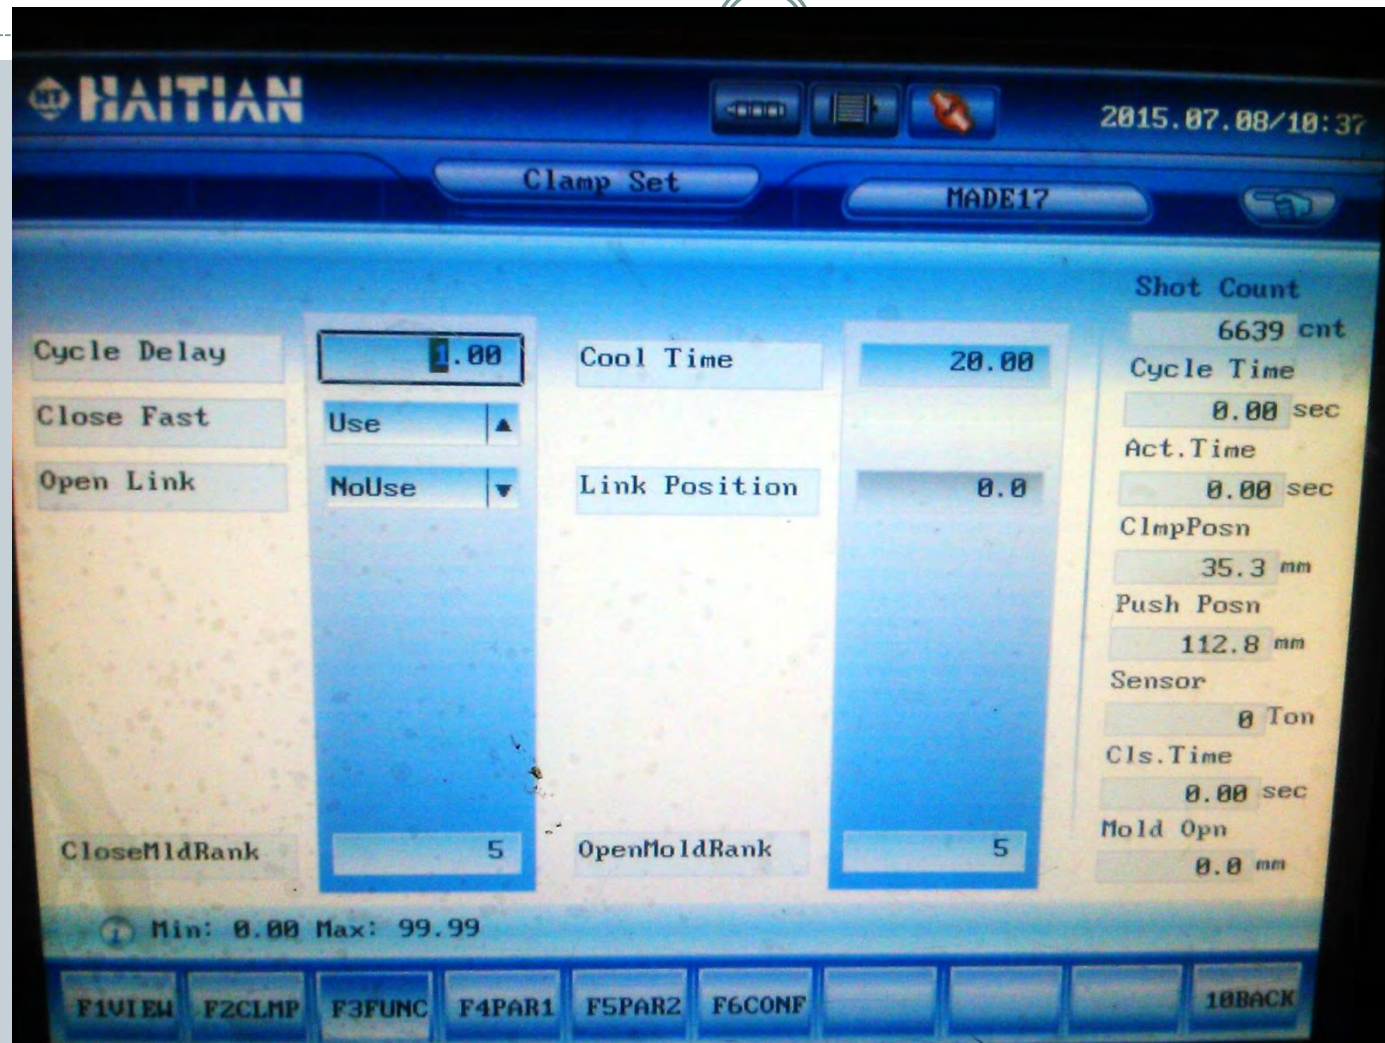 HT HAITIAN
2015.07.08/10:37
Clamp Set
MADE17
Shot Count
6639 cnt
Cycle Delay 1.00 Cool Time 20.00
Cycle Time
0.00 sec
Close Fast Use
Act.Time
0.00 sec
Open Link NoUse Link Position 0.0
ClmpPosn
35.3 mm
Push Posn
112.8 mm
Sensor
0 Ton
Cls.Time
0.00 sec
Mold Opn
0.0 mm
CloseMldRank 5 OpenMoldRank 5
Min: 0.00 Max: 99.99
F1VIEW F2CLMP F3FUNC F4PAR1 F5PAR2 F6CONF 10BACK